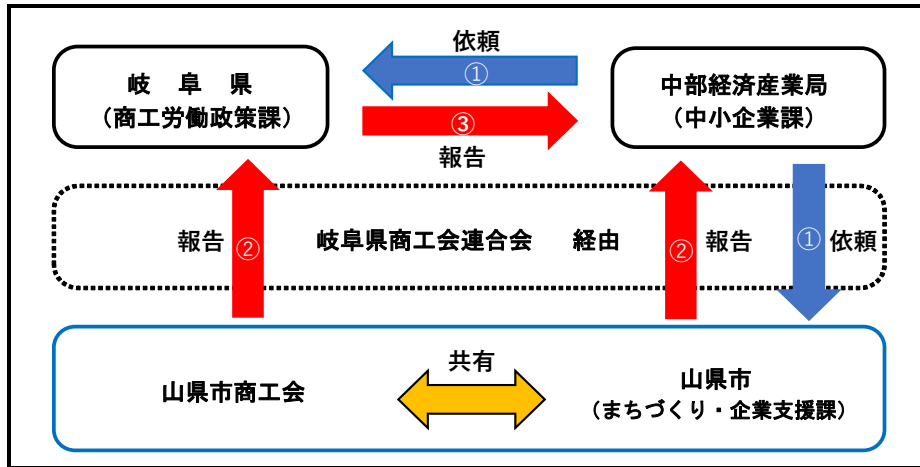 依頼
岐 阜 県
(商工労働政策課)
①
③
報告
中部経済産業局
(中小企業課)
報告
②
岐阜県商工会連合会 経由
②
報告
①
依頼
山県市商工会
共有
山県市
(まちづくり・企業支援課)